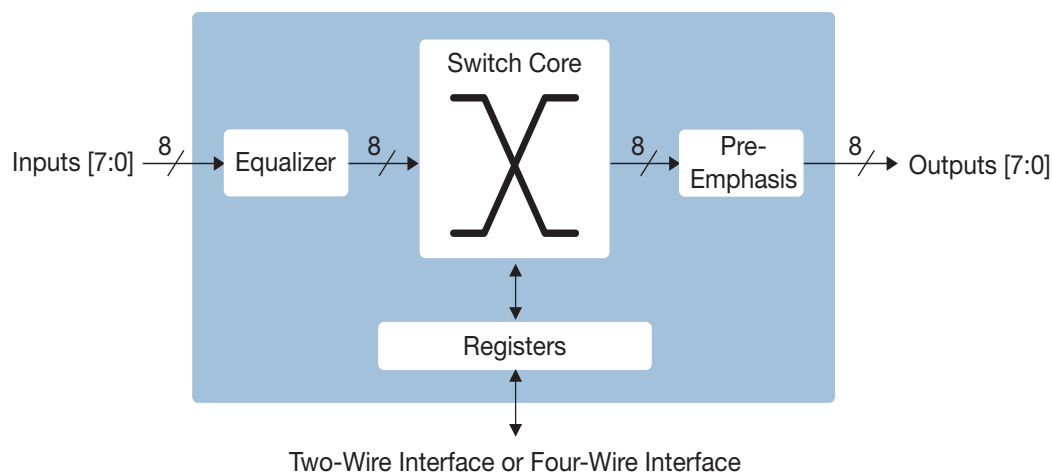 Switch Core
Inputs [7:0]
8
Equalizer
8
8
Pre-
Emphasis
8
Outputs [7:0]
Registers
Two-Wire Interface or Four-Wire Interface